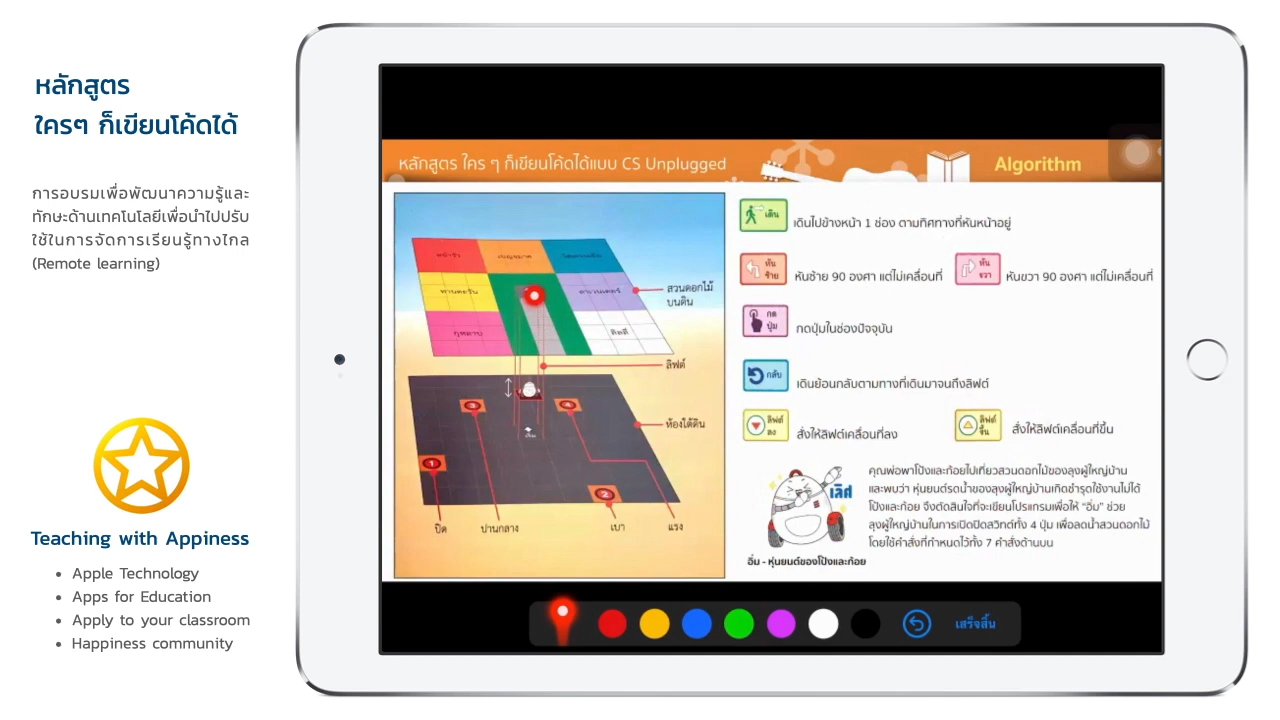 หลักสูตร
ใครๆ ก็เขียนโค้ดได้
การอบรมเพื่อพัฒนาความรู้และ
ทักษะด้านเทคโนโลยีเพื่อนำไปปรับ
ใช้ในการจัดการเรียนรู้ทางไกล
(Remote learning)
Teaching with Appiness
• Apple Technology
• Apps for Education
• Apply to your classroom
• Happiness community
หลักสูตร ใคร ๆ ก็เขียนโค้ดได้แบบ CS Unplugged
Algorithm
ทานตะวัน
กุหลาบ
ลิลลี่
สวนดอกไม้
บนดิน
ลิฟต์
ห้องใต้ดิน
3
4
1
2
ปิด
ปานกลาง
เบา
แรง
เดิน
เดินไปข้างหน้า 1 ช่อง ตามทิศทางที่หันหน้าอยู่
หัน
ซ้าย
หันซ้าย 90 องศา แต่ไม่เคลื่อนที่
หัน
ขวา
หันขวา 90 องศา แต่ไม่เคลื่อนที่
กด
ปุ่ม
กดปุ่มในช่องปัจจุบัน
กลับ
เดินย้อนกลับตามทางที่เดินมาจนถึงลิฟต์
ลิฟต์
ลง
สั่งให้ลิฟต์เคลื่อนที่ลง
ลิฟต์
ขึ้น
สั่งให้ลิฟต์เคลื่อนที่ขึ้น
เลิศ
คุณพ่อพาโป้งและก้อยไปเที่ยวสวนดอกไม้ของลุงผู้ใหญ่บ้าน
และพบว่า หุ่นยนต์รดน้ำของลุงผู้ใหญ่บ้านเกิดชำรุดใช้งานไม่ได้
โป้งและก้อย จึงตัดสินใจที่จะเขียนโปรแกรมเพื่อให้ "อิ่ม" ช่วย
ลุงผู้ใหญ่บ้านในการเปิดปิดสวิทต์ทั้ง 4 ปุ่ม เพื่อลดน้ำสวนดอกไม้
โดยใช้คำสั่งที่กำหนดไว้ทั้ง 7 คำสั่งด้านบน
อิ่ม - หุ่นยนต์ของโป้งและก้อย
เสร็จสิ้น